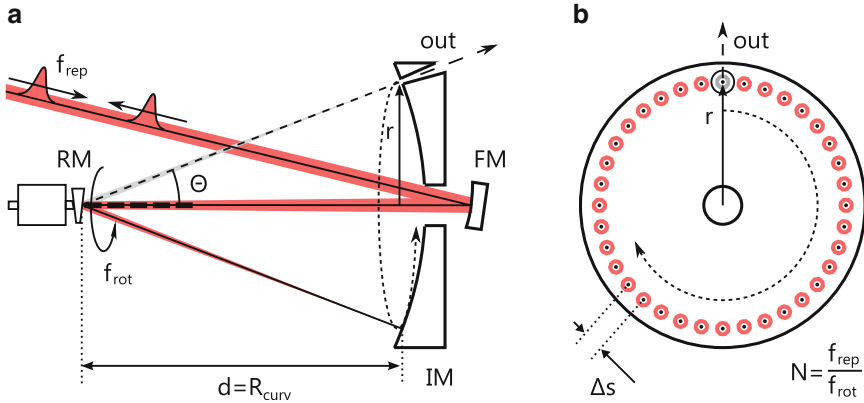 a
f_rep
out
r
RM
Θ
FM
f_rot
d=R_curv
IM
b
out
r
Δs
N=f_rep/f_rot